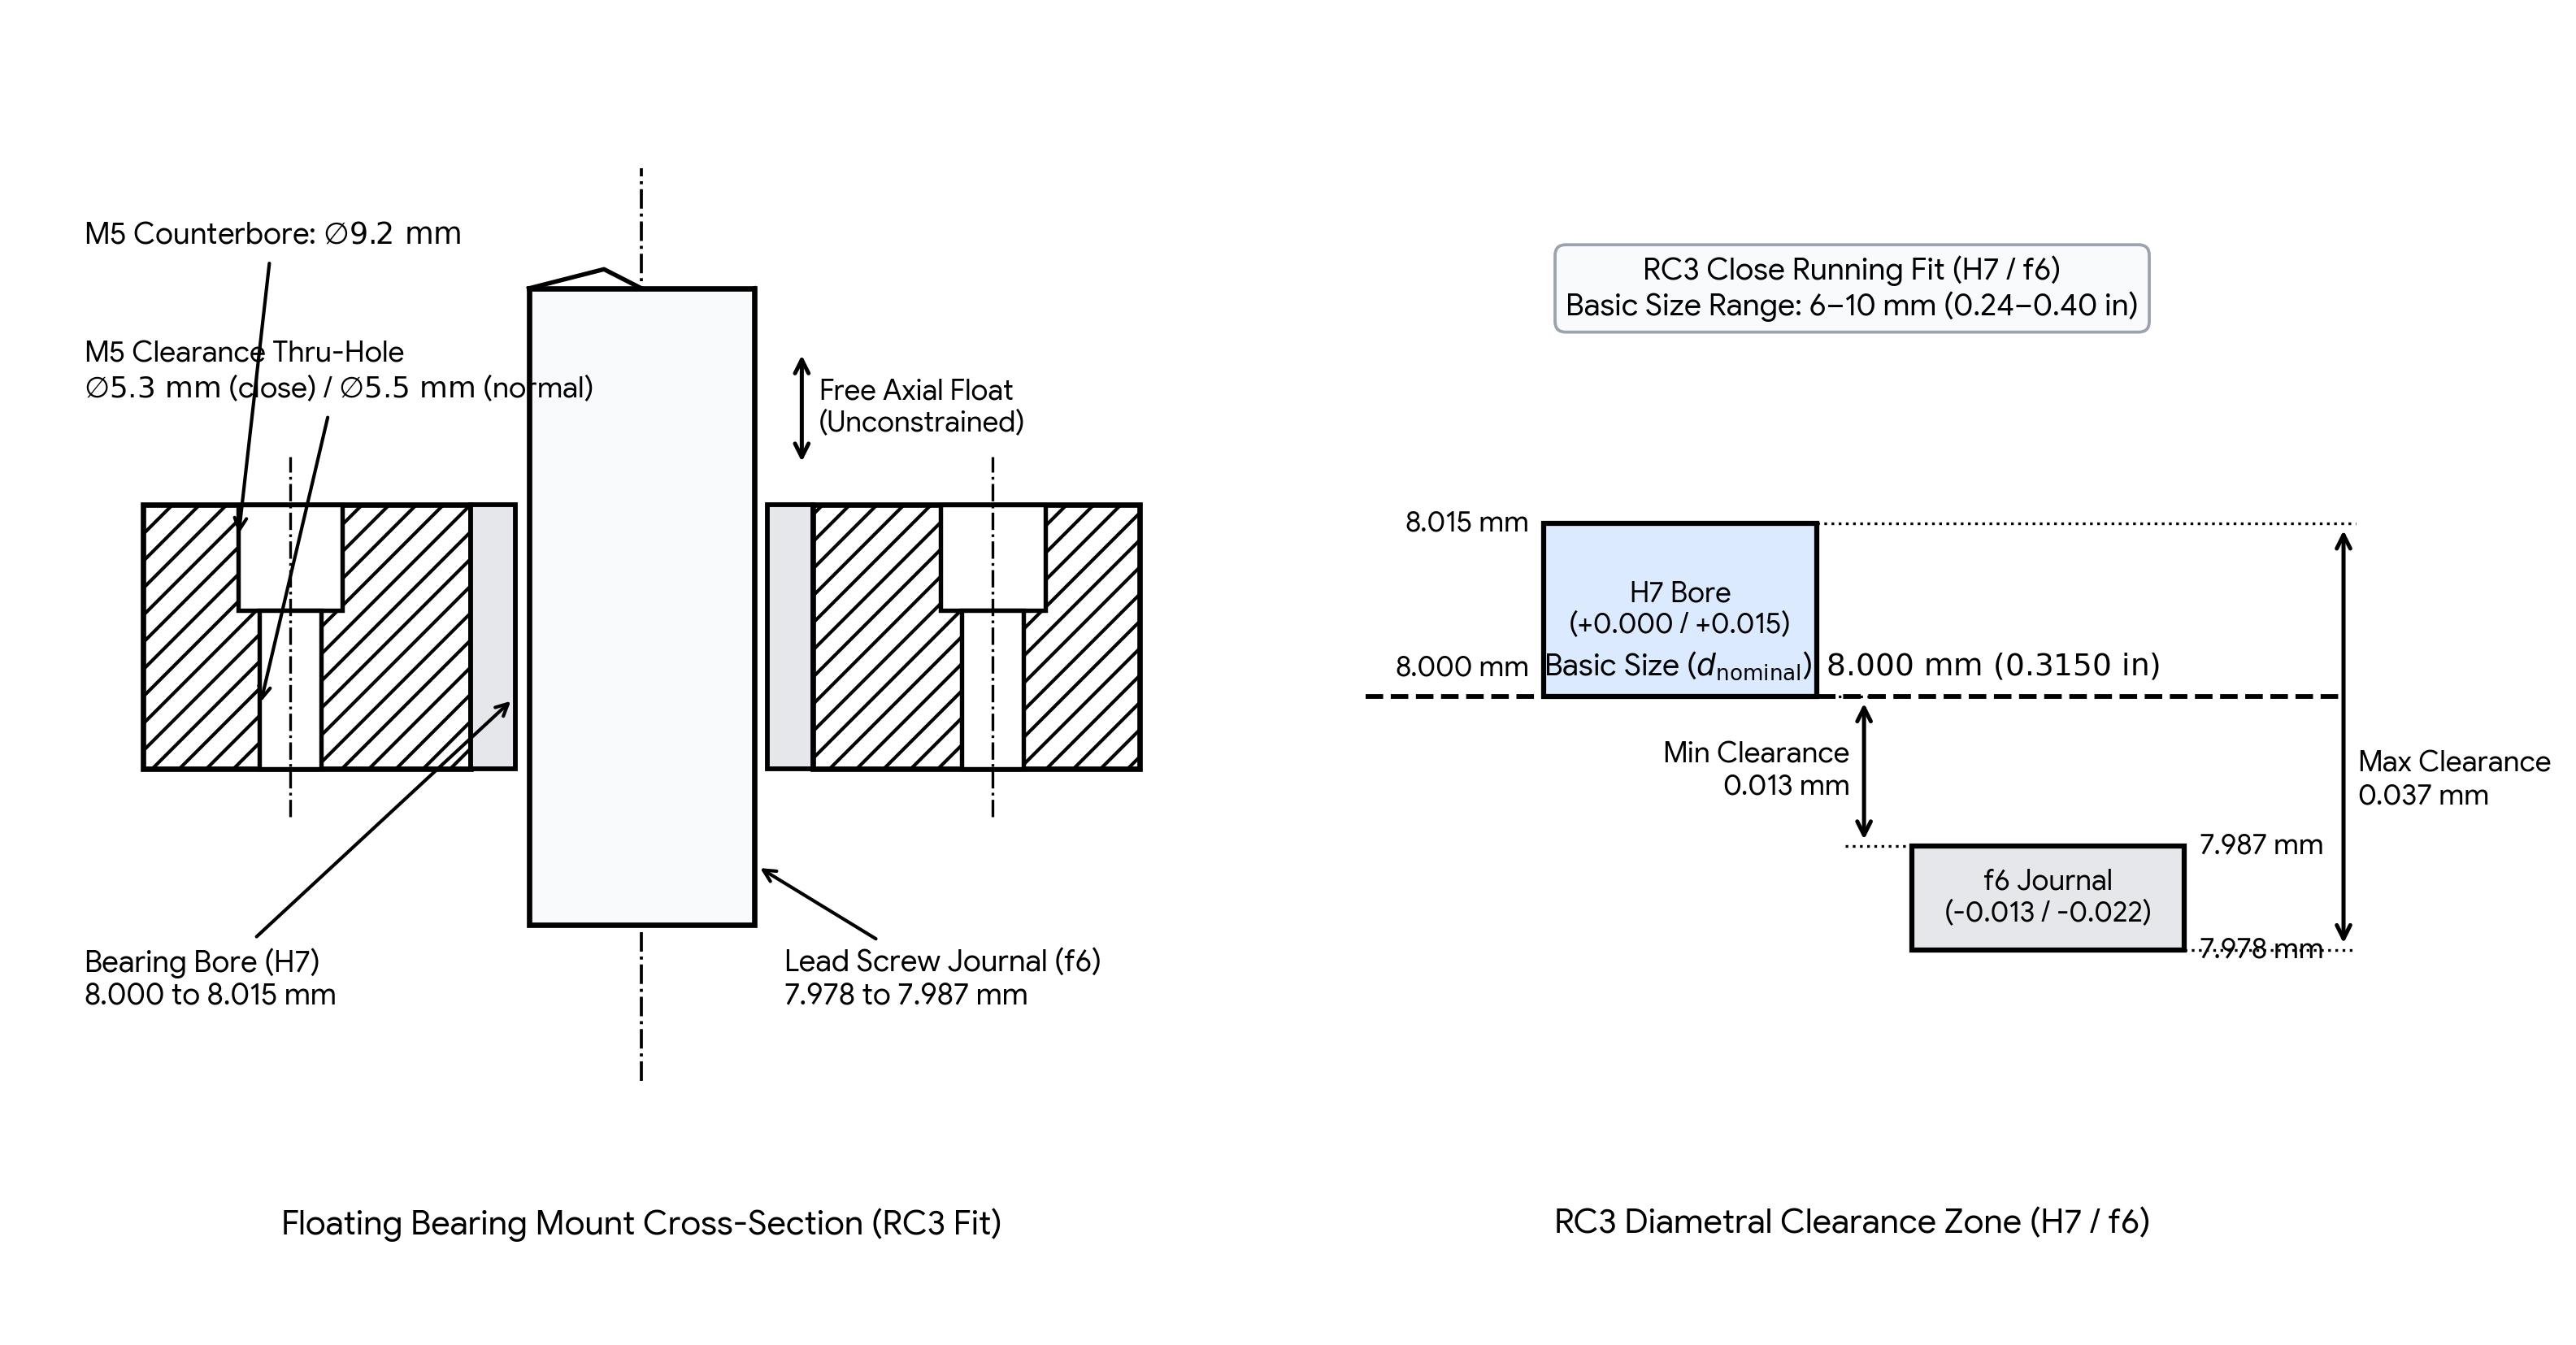 M5 Counterbore: ∅9.2 mm
M5 Clearance Thru-Hole
∅5.3 mm (close) / ∅5.5 mm (normal)
Free Axial Float
(Unconstrained)
Bearing Bore (H7)
8.000 to 8.015 mm
Lead Screw Journal (f6)
7.978 to 7.987 mm
Floating Bearing Mount Cross-Section (RC3 Fit)
RC3 Close Running Fit (H7 / f6)
Basic Size Range: 6–10 mm (0.24–0.40 in)
8.015 mm
H7 Bore
(+0.000 / +0.015)
8.000 mm
Basic Size (dnominal) 8.000 mm (0.3150 in)
Min Clearance
0.013 mm
Max Clearance
0.037 mm
7.987 mm
f6 Journal
(-0.013 / -0.022)
7.978 mm
RC3 Diametral Clearance Zone (H7 / f6)